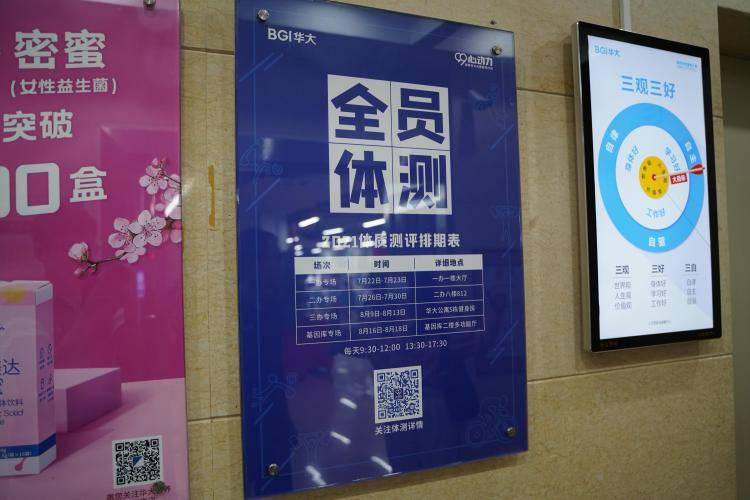 密蜜
(女性益生菌)
突破
00盒
BGI华大
心动力
全员
体测
2021体质测评排期表
场次 时间 详细地点
一办专场 7月22日-7月23日 一办一楼大厅
二办专场 7月26日-7月30日 二办八楼812
三办专场 8月9日-8月13日 华大公寓5栋健身房
基因库专场 8月16日-8月18日 基因库二楼多功能厅
每天9:30-12:00 13:30-17:30
关注体测详情
BGI华大
三观三好
自律
自主
身体好
学习好
大目标
工作好
自驱
三观 三好 三自
世界观 身体好 自律
人生观 学习好 自主
价值观 工作好 自驱